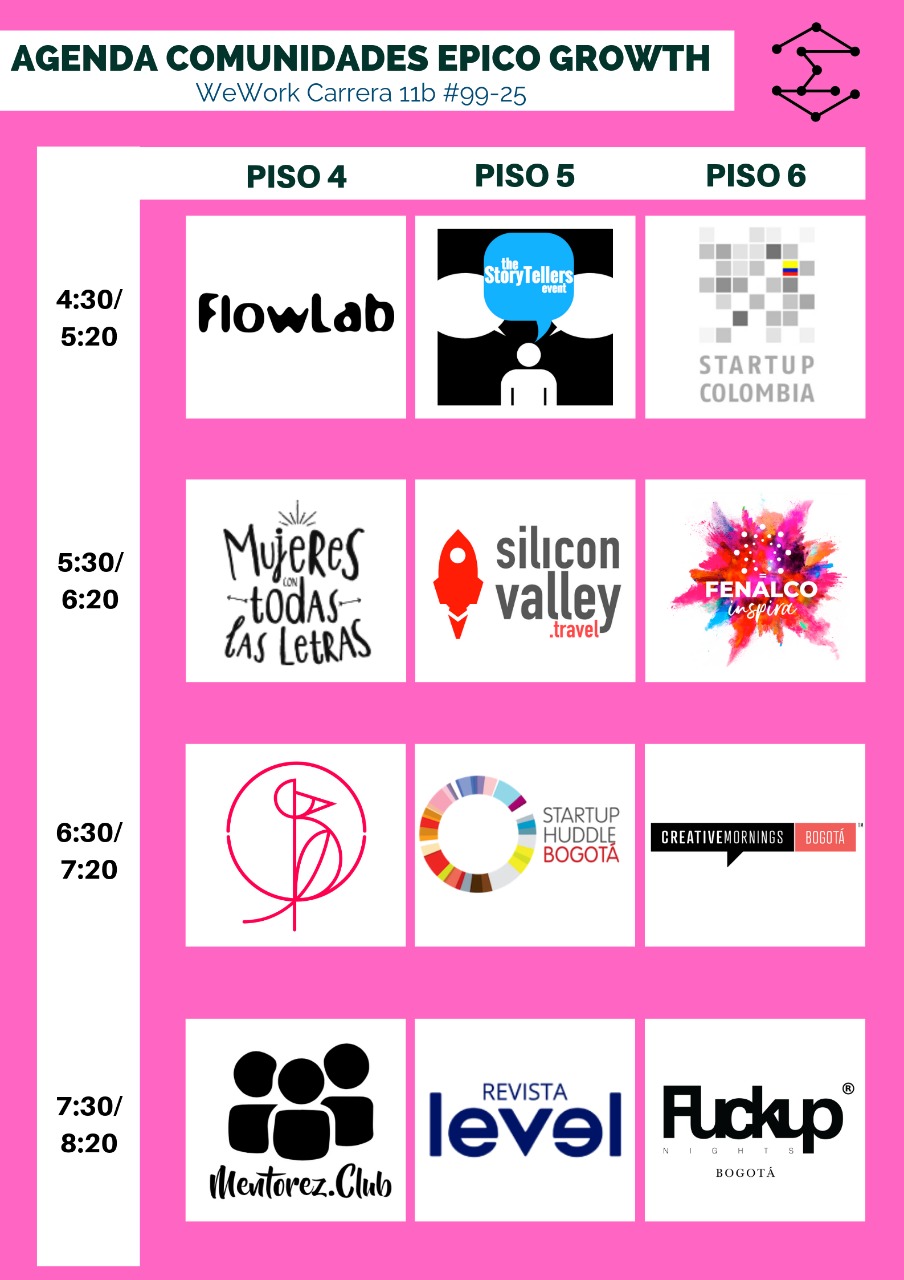 AGENDA COMUNIDADES EPICO GROWTH
WeWork Carrera 11b #99-25
PISO 4
PISO 5
PISO 6
4:30/
5:20
FlowLab
the
StoryTellers
event
STARTUP
COLOMBIA
5:30/
6:20
MUJERES
CON
todas
LAS LETRAS
silicon
valley
.travel
FENALCO
inspira
6:30/
7:20
STARTUP
HUDDLE
BOGOTÁ
CREATIVEMORNINGS BOGOTÁ
7:30/
8:20
Mentorez.Club
REVISTA
level
Fuckup®
NIGHTS
BOGOTÁ